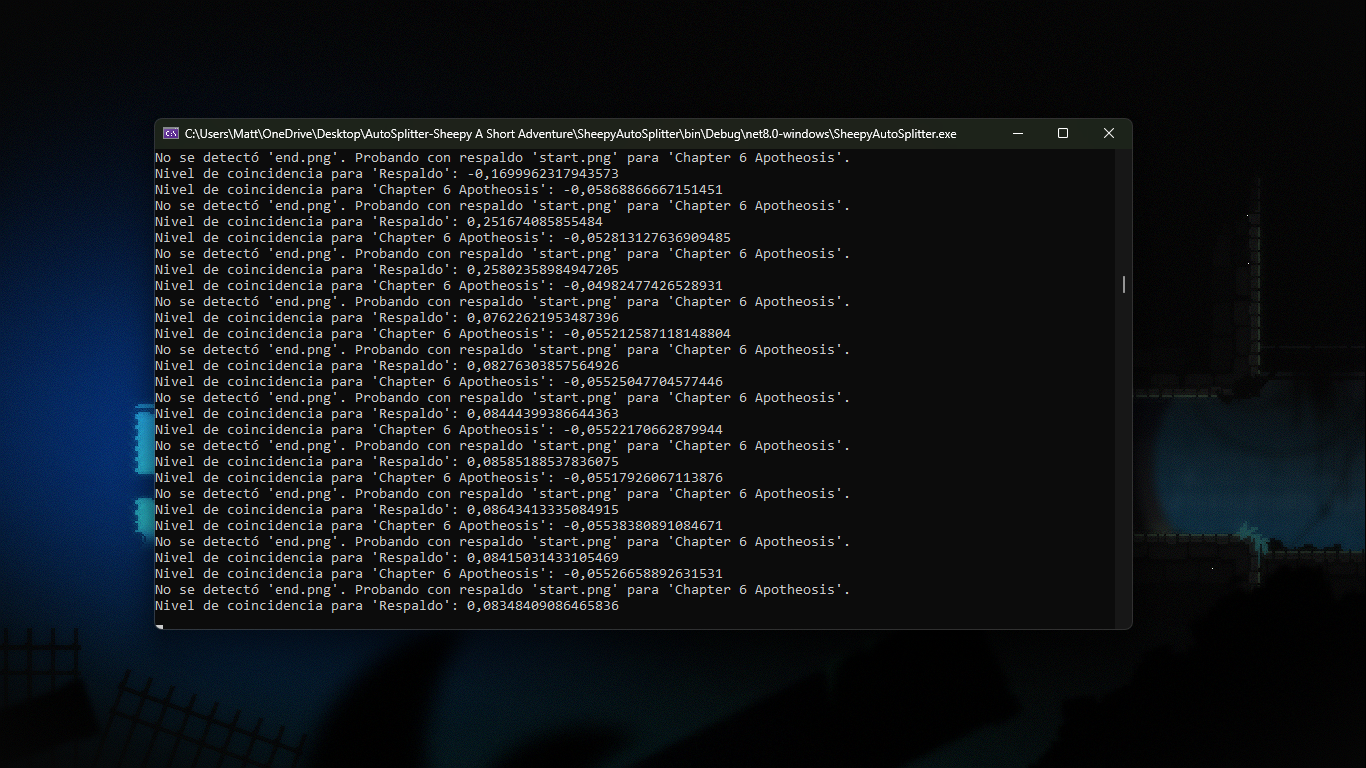 C:\Users\Matt\OneDrive\Desktop\AutoSplitter-Sheepy A Short Adventure\SheepyAutoSplitter\bin\Debug\net8.0-windows\SheepyAutoSplitter.exe
No se detectó 'end.png'. Probando con respaldo 'start.png' para 'Chapter 6 Apotheosis'.
Nivel de coincidencia para 'Respaldo': -0,1699962317943573
Nivel de coincidencia para 'Chapter 6 Apotheosis': -0,05868866667151451
No se detectó 'end.png'. Probando con respaldo 'start.png' para 'Chapter 6 Apotheosis'.
Nivel de coincidencia para 'Respaldo': 0,251674085855484
Nivel de coincidencia para 'Chapter 6 Apotheosis': -0,052813127636909485
No se detectó 'end.png'. Probando con respaldo 'start.png' para 'Chapter 6 Apotheosis'.
Nivel de coincidencia para 'Respaldo': 0,25802358984947205
Nivel de coincidencia para 'Chapter 6 Apotheosis': -0,04982477426528931
No se detectó 'end.png'. Probando con respaldo 'start.png' para 'Chapter 6 Apotheosis'.
Nivel de coincidencia para 'Respaldo': 0,07622621953487396
Nivel de coincidencia para 'Chapter 6 Apotheosis': -0,055212587118148804
No se detectó 'end.png'. Probando con respaldo 'start.png' para 'Chapter 6 Apotheosis'.
Nivel de coincidencia para 'Respaldo': 0,08276303857564926
Nivel de coincidencia para 'Chapter 6 Apotheosis': -0,05525047704577446
No se detectó 'end.png'. Probando con respaldo 'start.png' para 'Chapter 6 Apotheosis'.
Nivel de coincidencia para 'Respaldo': 0,08444399386644363
Nivel de coincidencia para 'Chapter 6 Apotheosis': -0,05522170662879944
No se detectó 'end.png'. Probando con respaldo 'start.png' para 'Chapter 6 Apotheosis'.
Nivel de coincidencia para 'Respaldo': 0,08585188537836075
Nivel de coincidencia para 'Chapter 6 Apotheosis': -0,05517926067113876
No se detectó 'end.png'. Probando con respaldo 'start.png' para 'Chapter 6 Apotheosis'.
Nivel de coincidencia para 'Respaldo': 0,08643413335084915
Nivel de coincidencia para 'Chapter 6 Apotheosis': -0,05538380891084671
No se detectó 'end.png'. Probando con respaldo 'start.png' para 'Chapter 6 Apotheosis'.
Nivel de coincidencia para 'Respaldo': 0,08415031433105469
Nivel de coincidencia para 'Chapter 6 Apotheosis': -0,05526658892631531
No se detectó 'end.png'. Probando con respaldo 'start.png' para 'Chapter 6 Apotheosis'.
Nivel de coincidencia para 'Respaldo': 0,08348409086465836